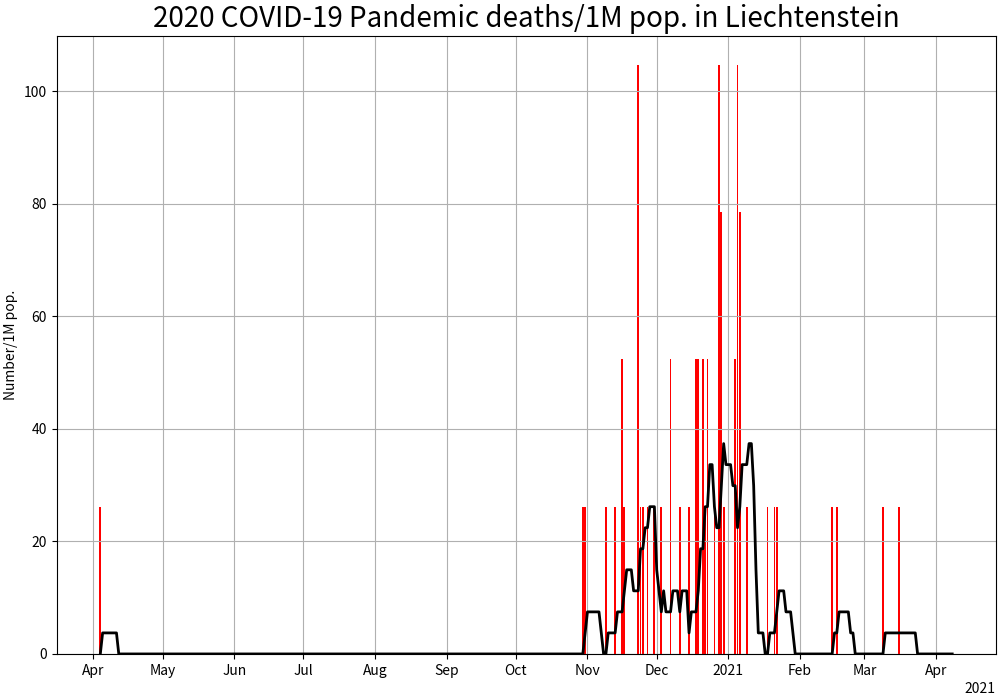 2020 COVID-19 Pandemic deaths/1M pop. in Liechtenstein
Number/1M pop.
100
80
60
40
20
0
Apr May Jun Jul Aug Sep Oct Nov Dec 2021 Feb Mar Apr
2021